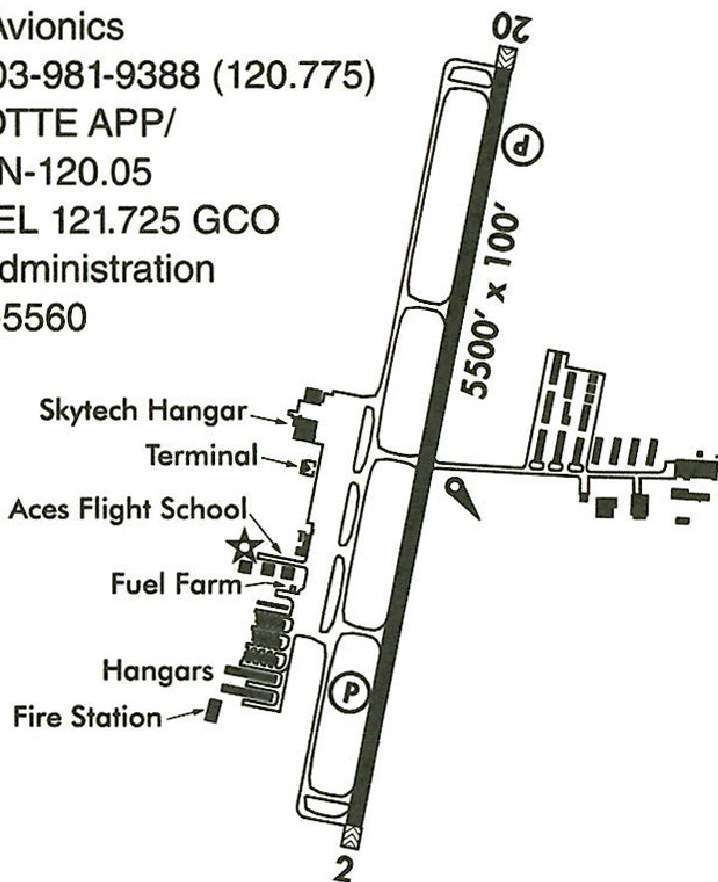 Avionics
03-981-9388 (120.775)
OTTE APP/
N-120.05
EL 121.725 GCO
dministration
5560
20
P
5500' x 100'
Skytech Hangar
Terminal
Aces Flight School
Fuel Farm
Hangars
P
Fire Station
2